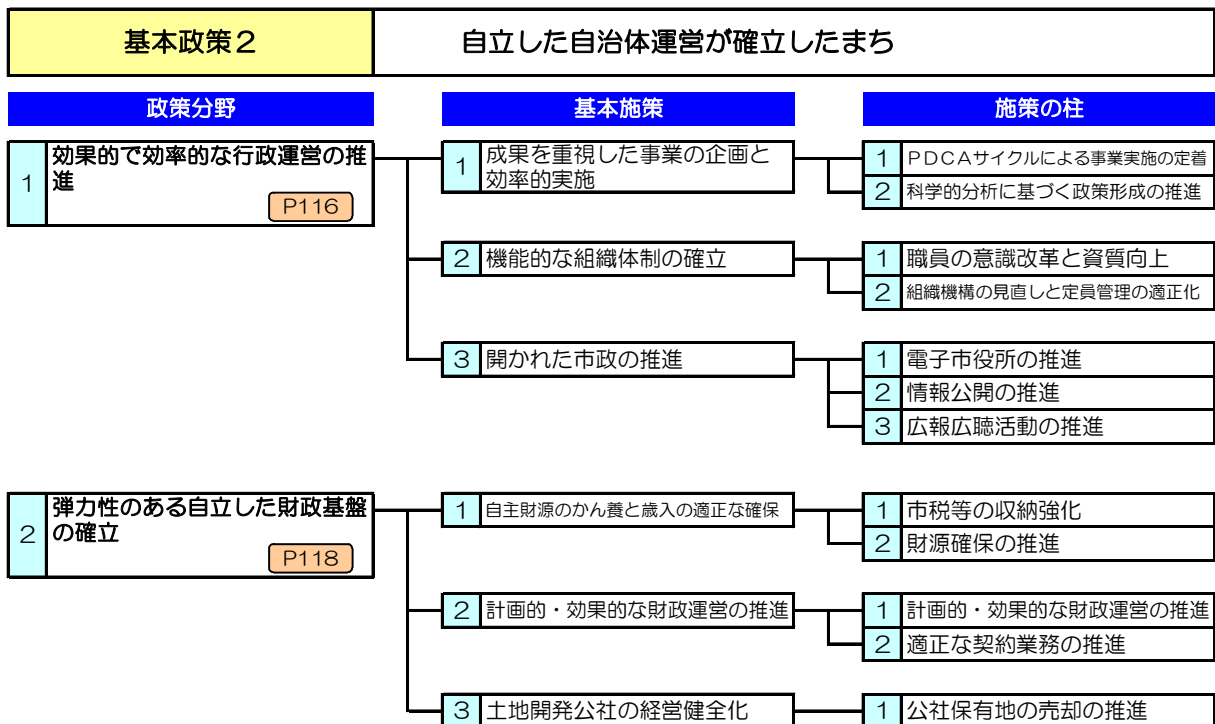 基本政策２ 自立した自治体運営が確立したまち
政策分野 基本施策 施策の柱
1 効果的で効率的な行政運営の推
進
P116
1 成果を重視した事業の企画と
効率的実施
1 ＰＤＣＡサイクルによる事業実施の定着
2 科学的分析に基づく政策形成の推進
2 機能的な組織体制の確立
1 職員の意識改革と資質向上
2 組織機構の見直しと定員管理の適正化
3 開かれた市政の推進
1 電子市役所の推進
2 情報公開の推進
3 広報広聴活動の推進
2 弾力性のある自立した財政基盤
の確立
P118
1 自主財源のかん養と歳入の適正な確保
1 市税等の収納強化
2 財源確保の推進
2 計画的・効果的な財政運営の推進
1 計画的・効果的な財政運営の推進
2 適正な契約業務の推進
3 土地開発公社の経営健全化
1 公社保有地の売却の推進